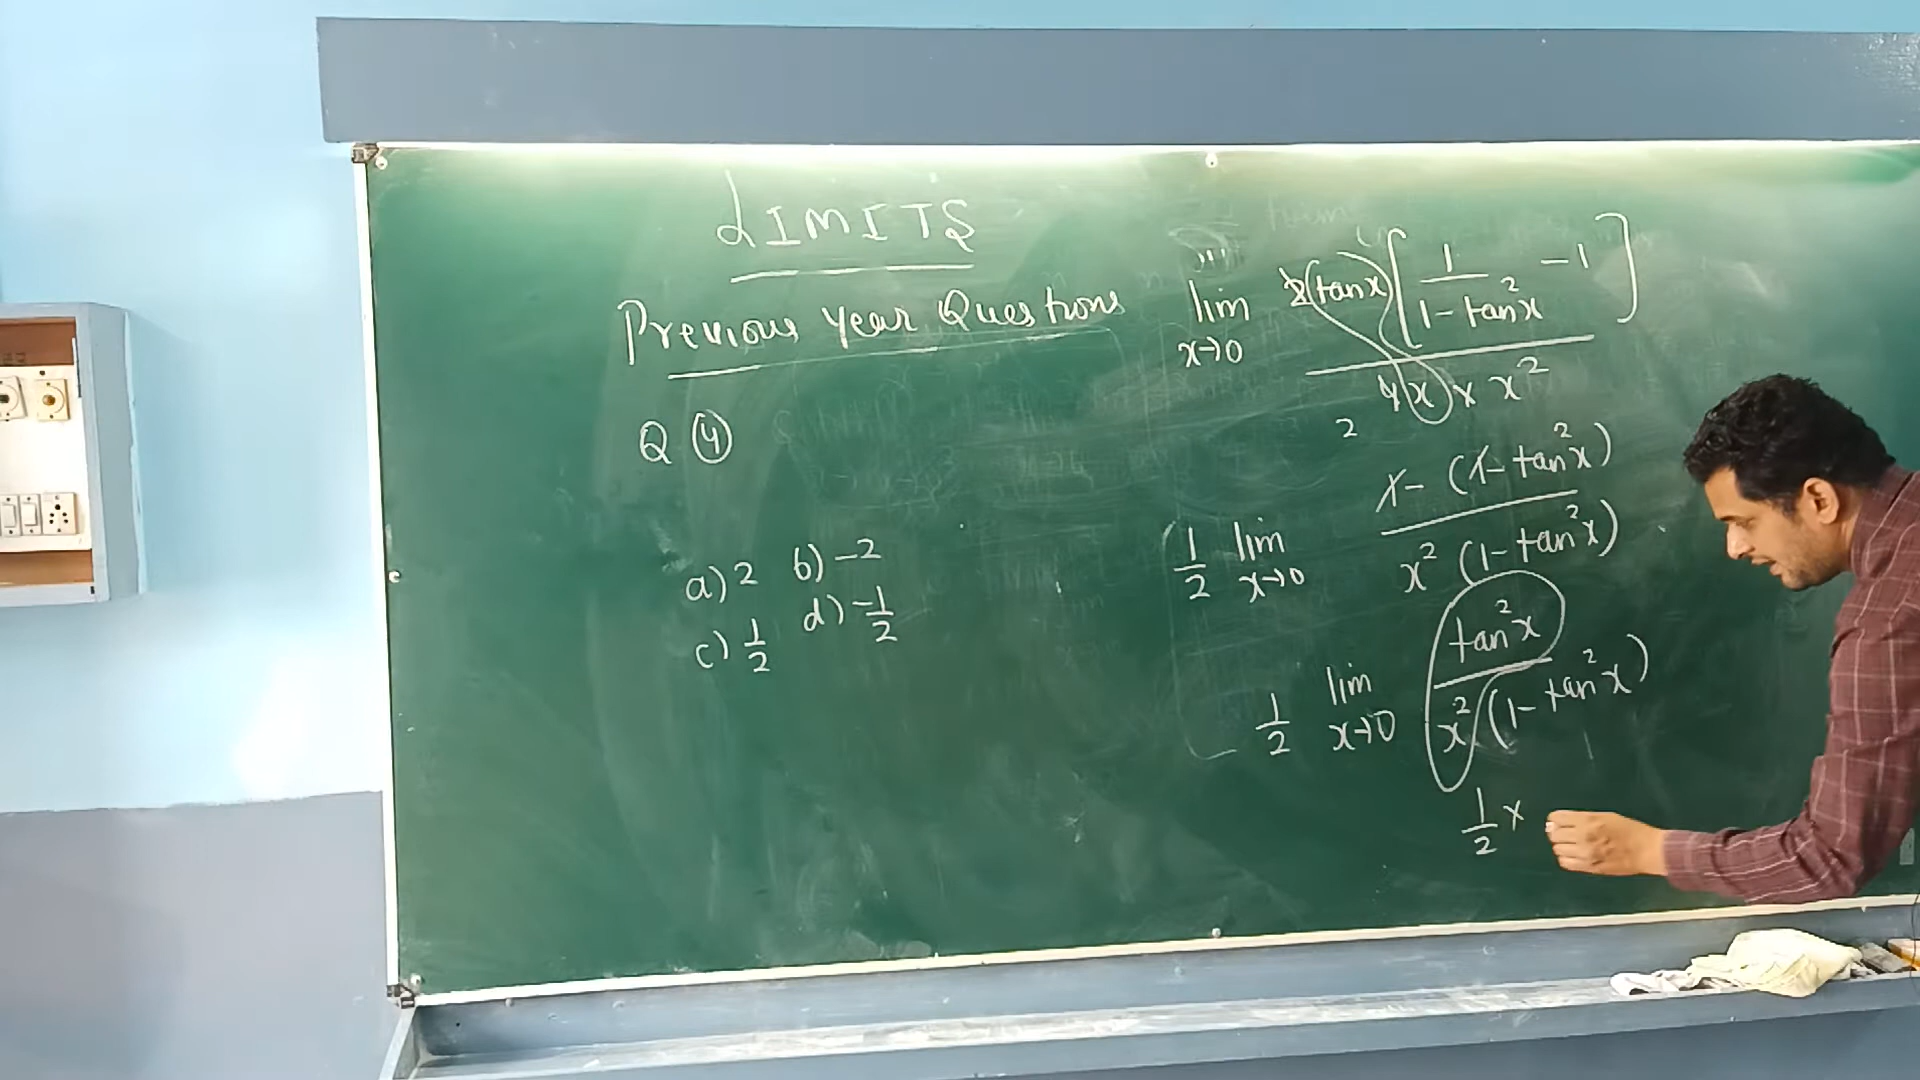 LIMITS
Previous Year Questions
Q ④
a) 2 b) -2
c) 1/2 d) -1/2
lim x→0 2(tanx) [1/(1-tan²x) - 1] / 4(x) × x²
2
1/2 lim x→0 1 - (1-tan²x) / x² (1-tan²x)
1/2 lim x→0 tan²x / x² (1-tan²x)
1/2 ×